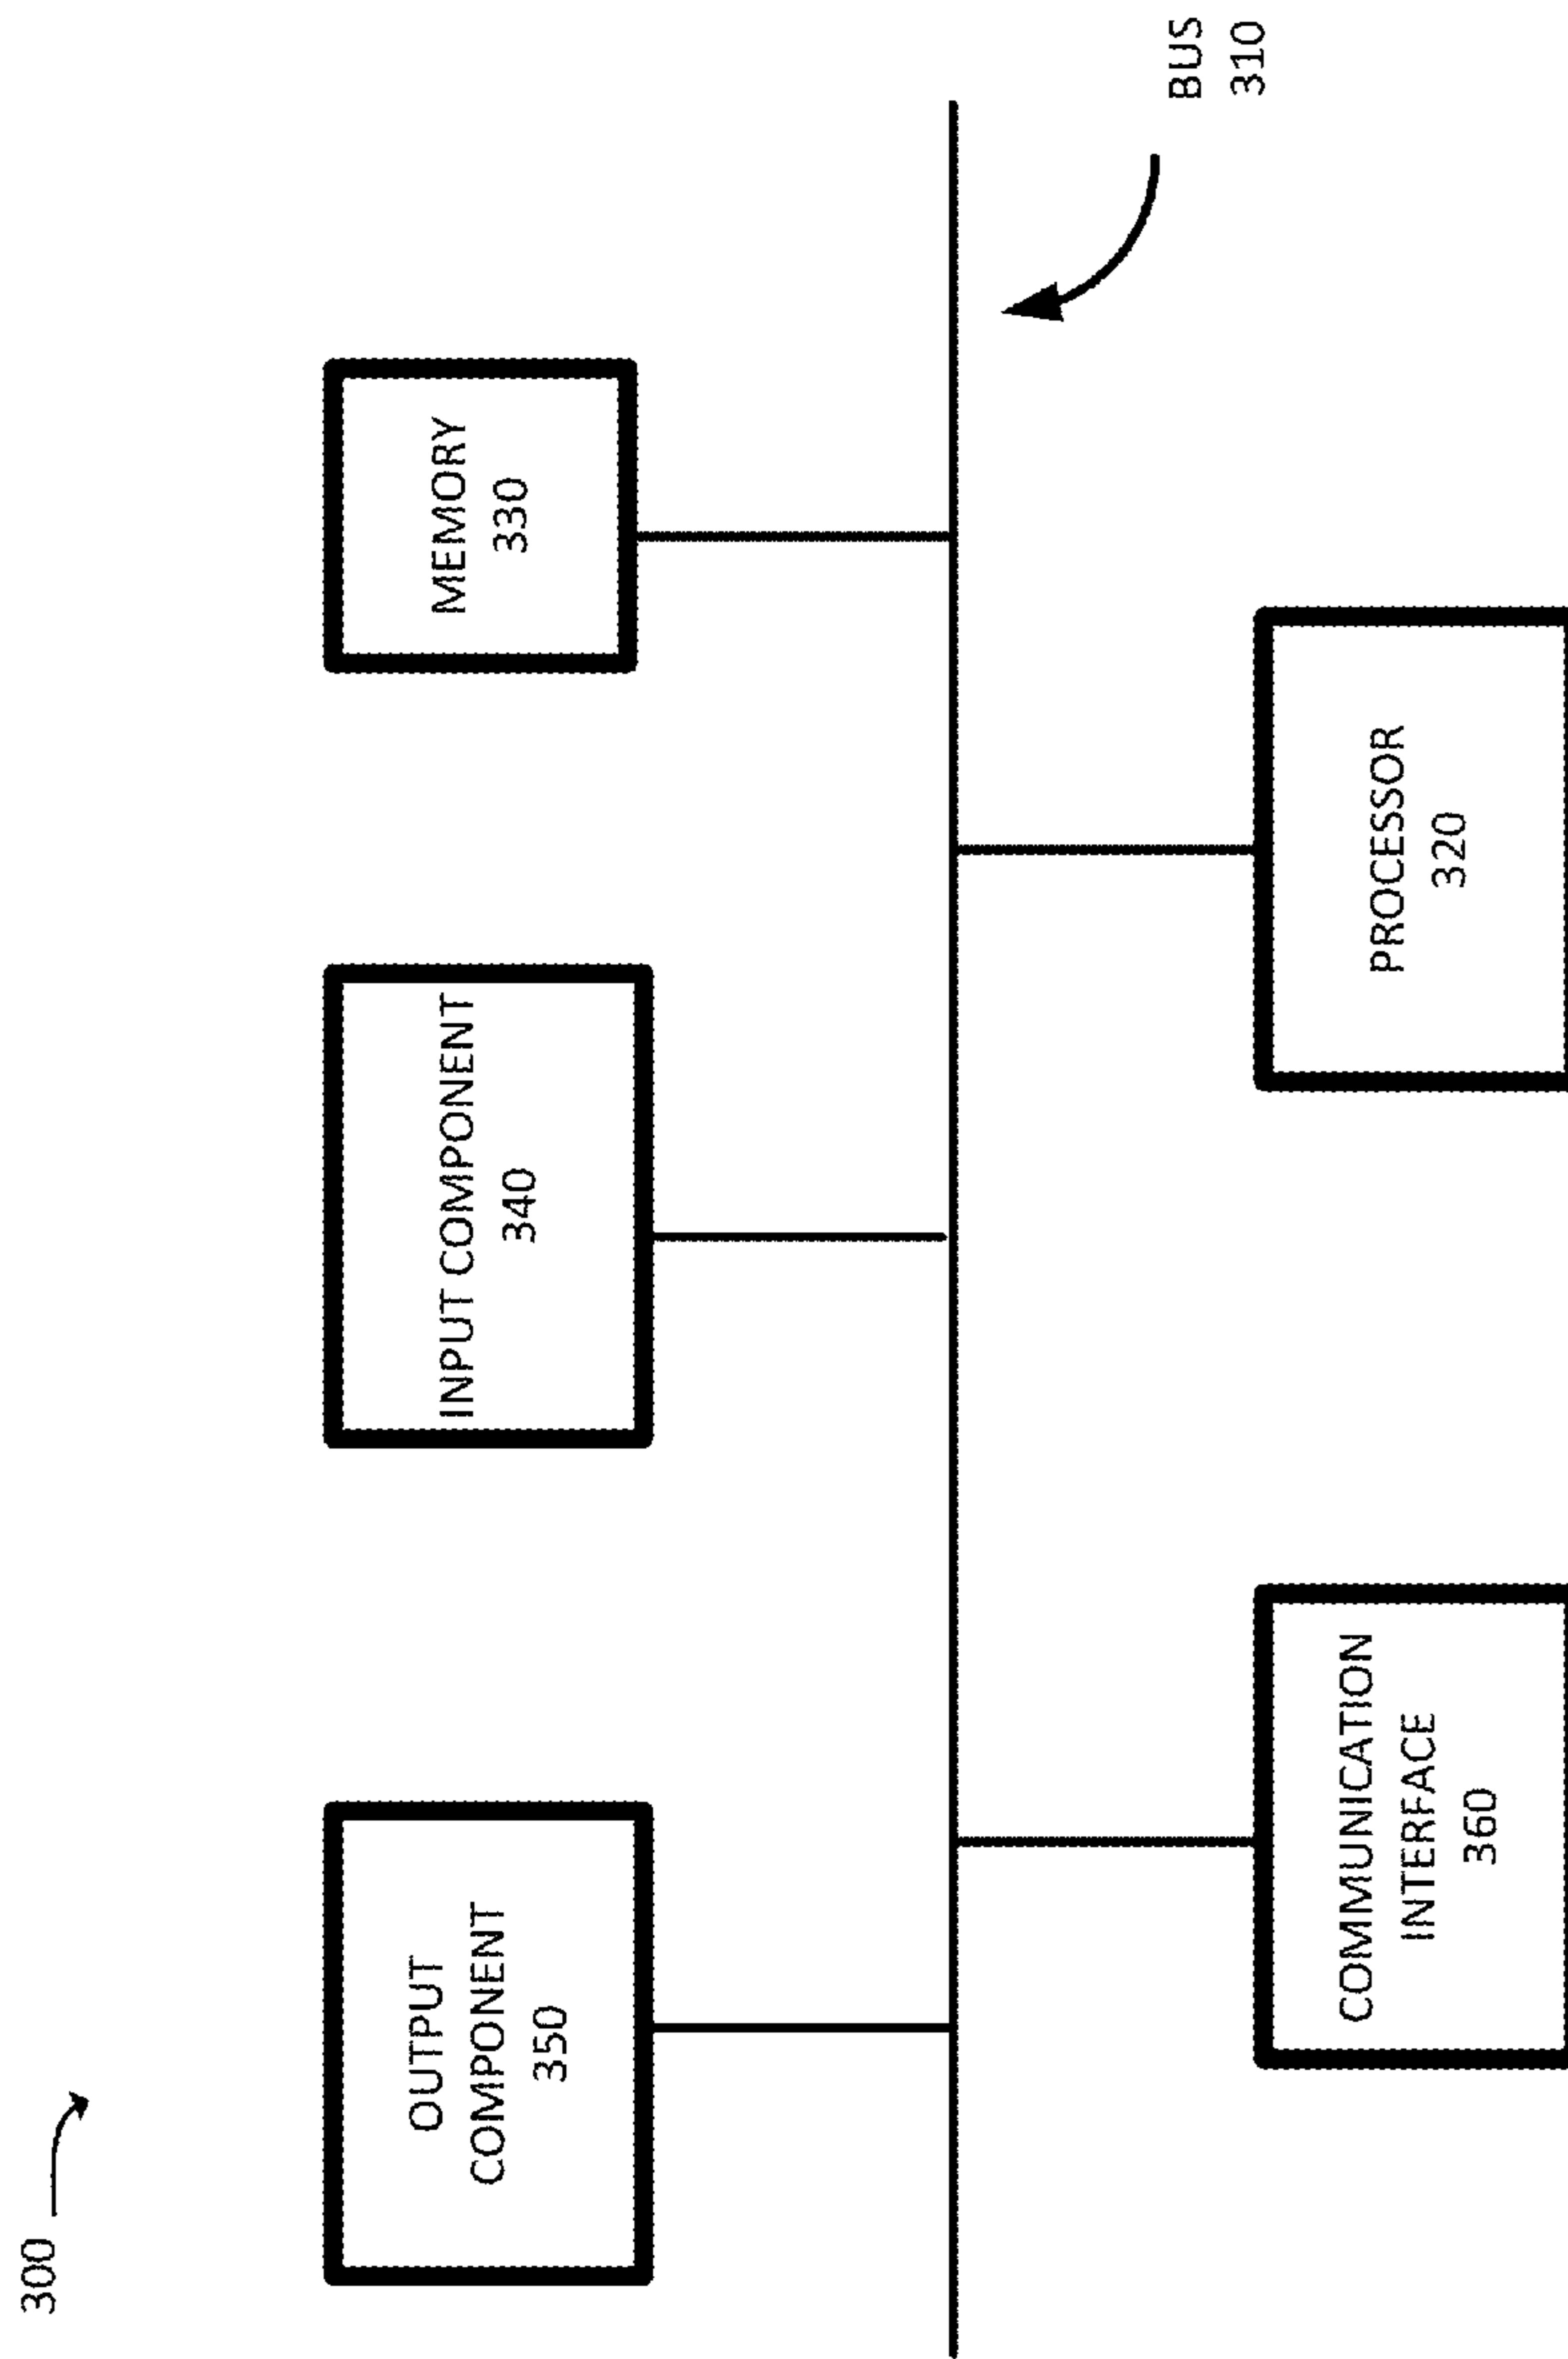 300
OUTPUT
COMPONENT
350
INPUT COMPONENT
340
MEMORY
330
BUS
310
COMMUNICATION
INTERFACE
360
PROCESSOR
320